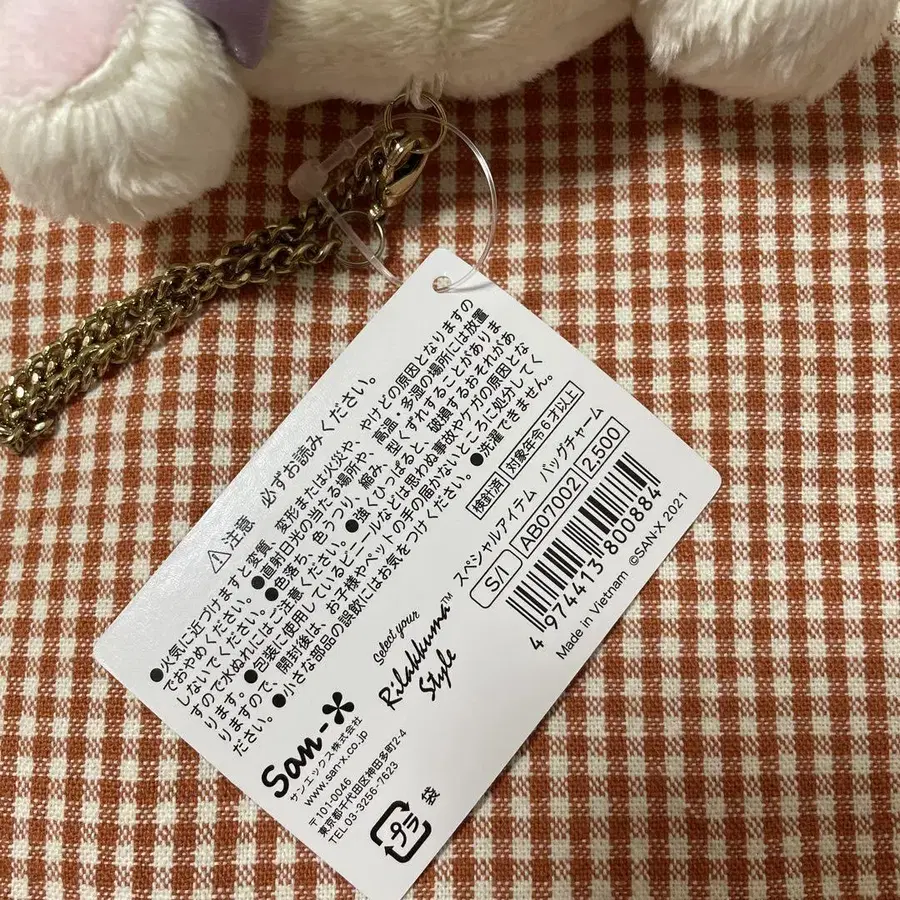 ⚠注意 必ずお読みください。
●火気に近づけますと変質、変形または火災や、やけどの原因となりますの
でおやめください。●直射日光の当たる場所や、高温・多湿の場所には放置
しないでください。●色落ち、色うつり、縮み、型くずれすることがありま
すので水ぬれにはご注意ください。●強くひっぱると、破損するおそれがあ
ります。●包装に使用しているビニールなどは思わぬ事故やケガの原因とな
りますので、開封後は、お子様やペットの手の届かないところに処分してく
ださい。●小さな部品の誤飲にはお気をつけください。●洗濯できません。
検針済 対象年令6才以上
スペシャルアイテム バッグチャーム
S/I AB07002 2,500
4 974413 800884
Made in Vietnam ©SAN-X 2021
Select your
Rilakkuma™
Style
San-X
サンエックス株式会社
www.san-x.co.jp
〒101-0046
東京都千代田区神田多町2-4
TEL 03-3256-7623
プラ 袋